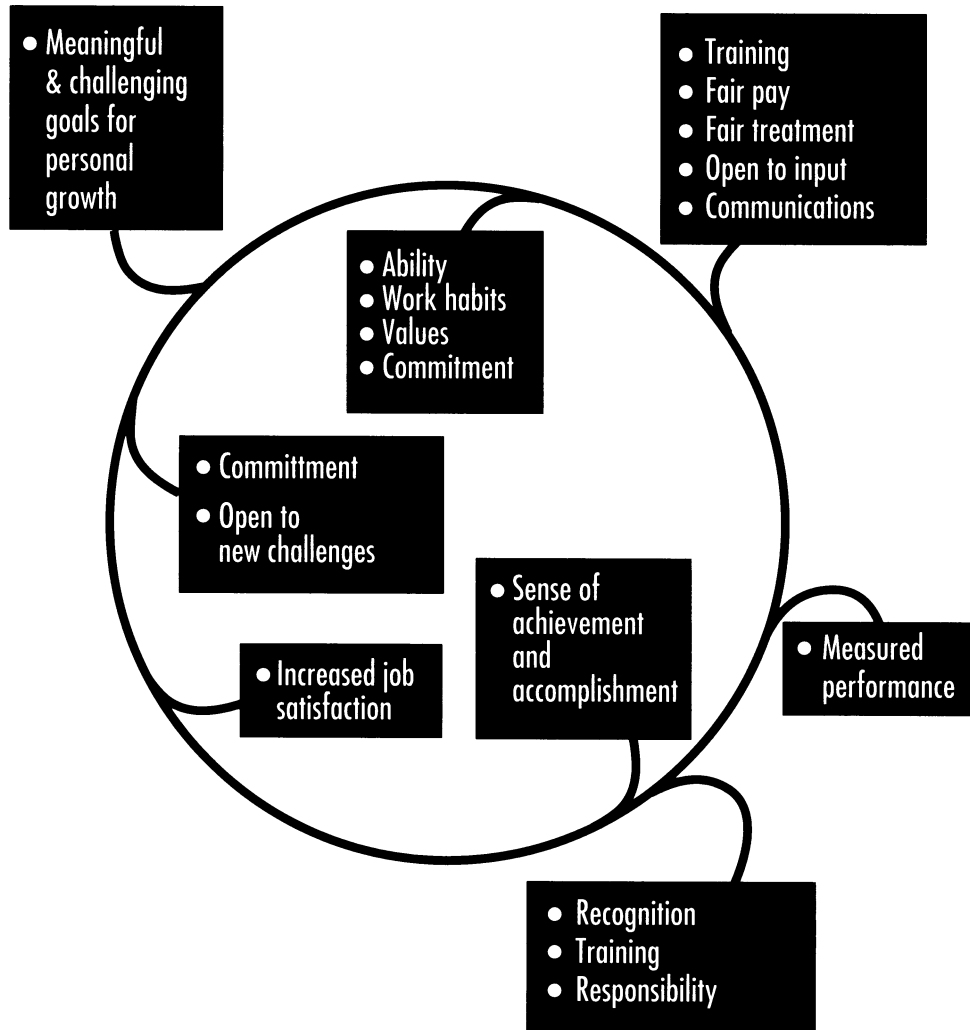 • Meaningful
& challenging
goals for
personal
growth
• Training
• Fair pay
• Fair treatment
• Open to input
• Communications
• Ability
• Work habits
• Values
• Commitment
• Committment
• Open to
new challenges
• Sense of
achievement
and
accomplishment
• Increased job
satisfaction
• Measured
performance
• Recognition
• Training
• Responsibility